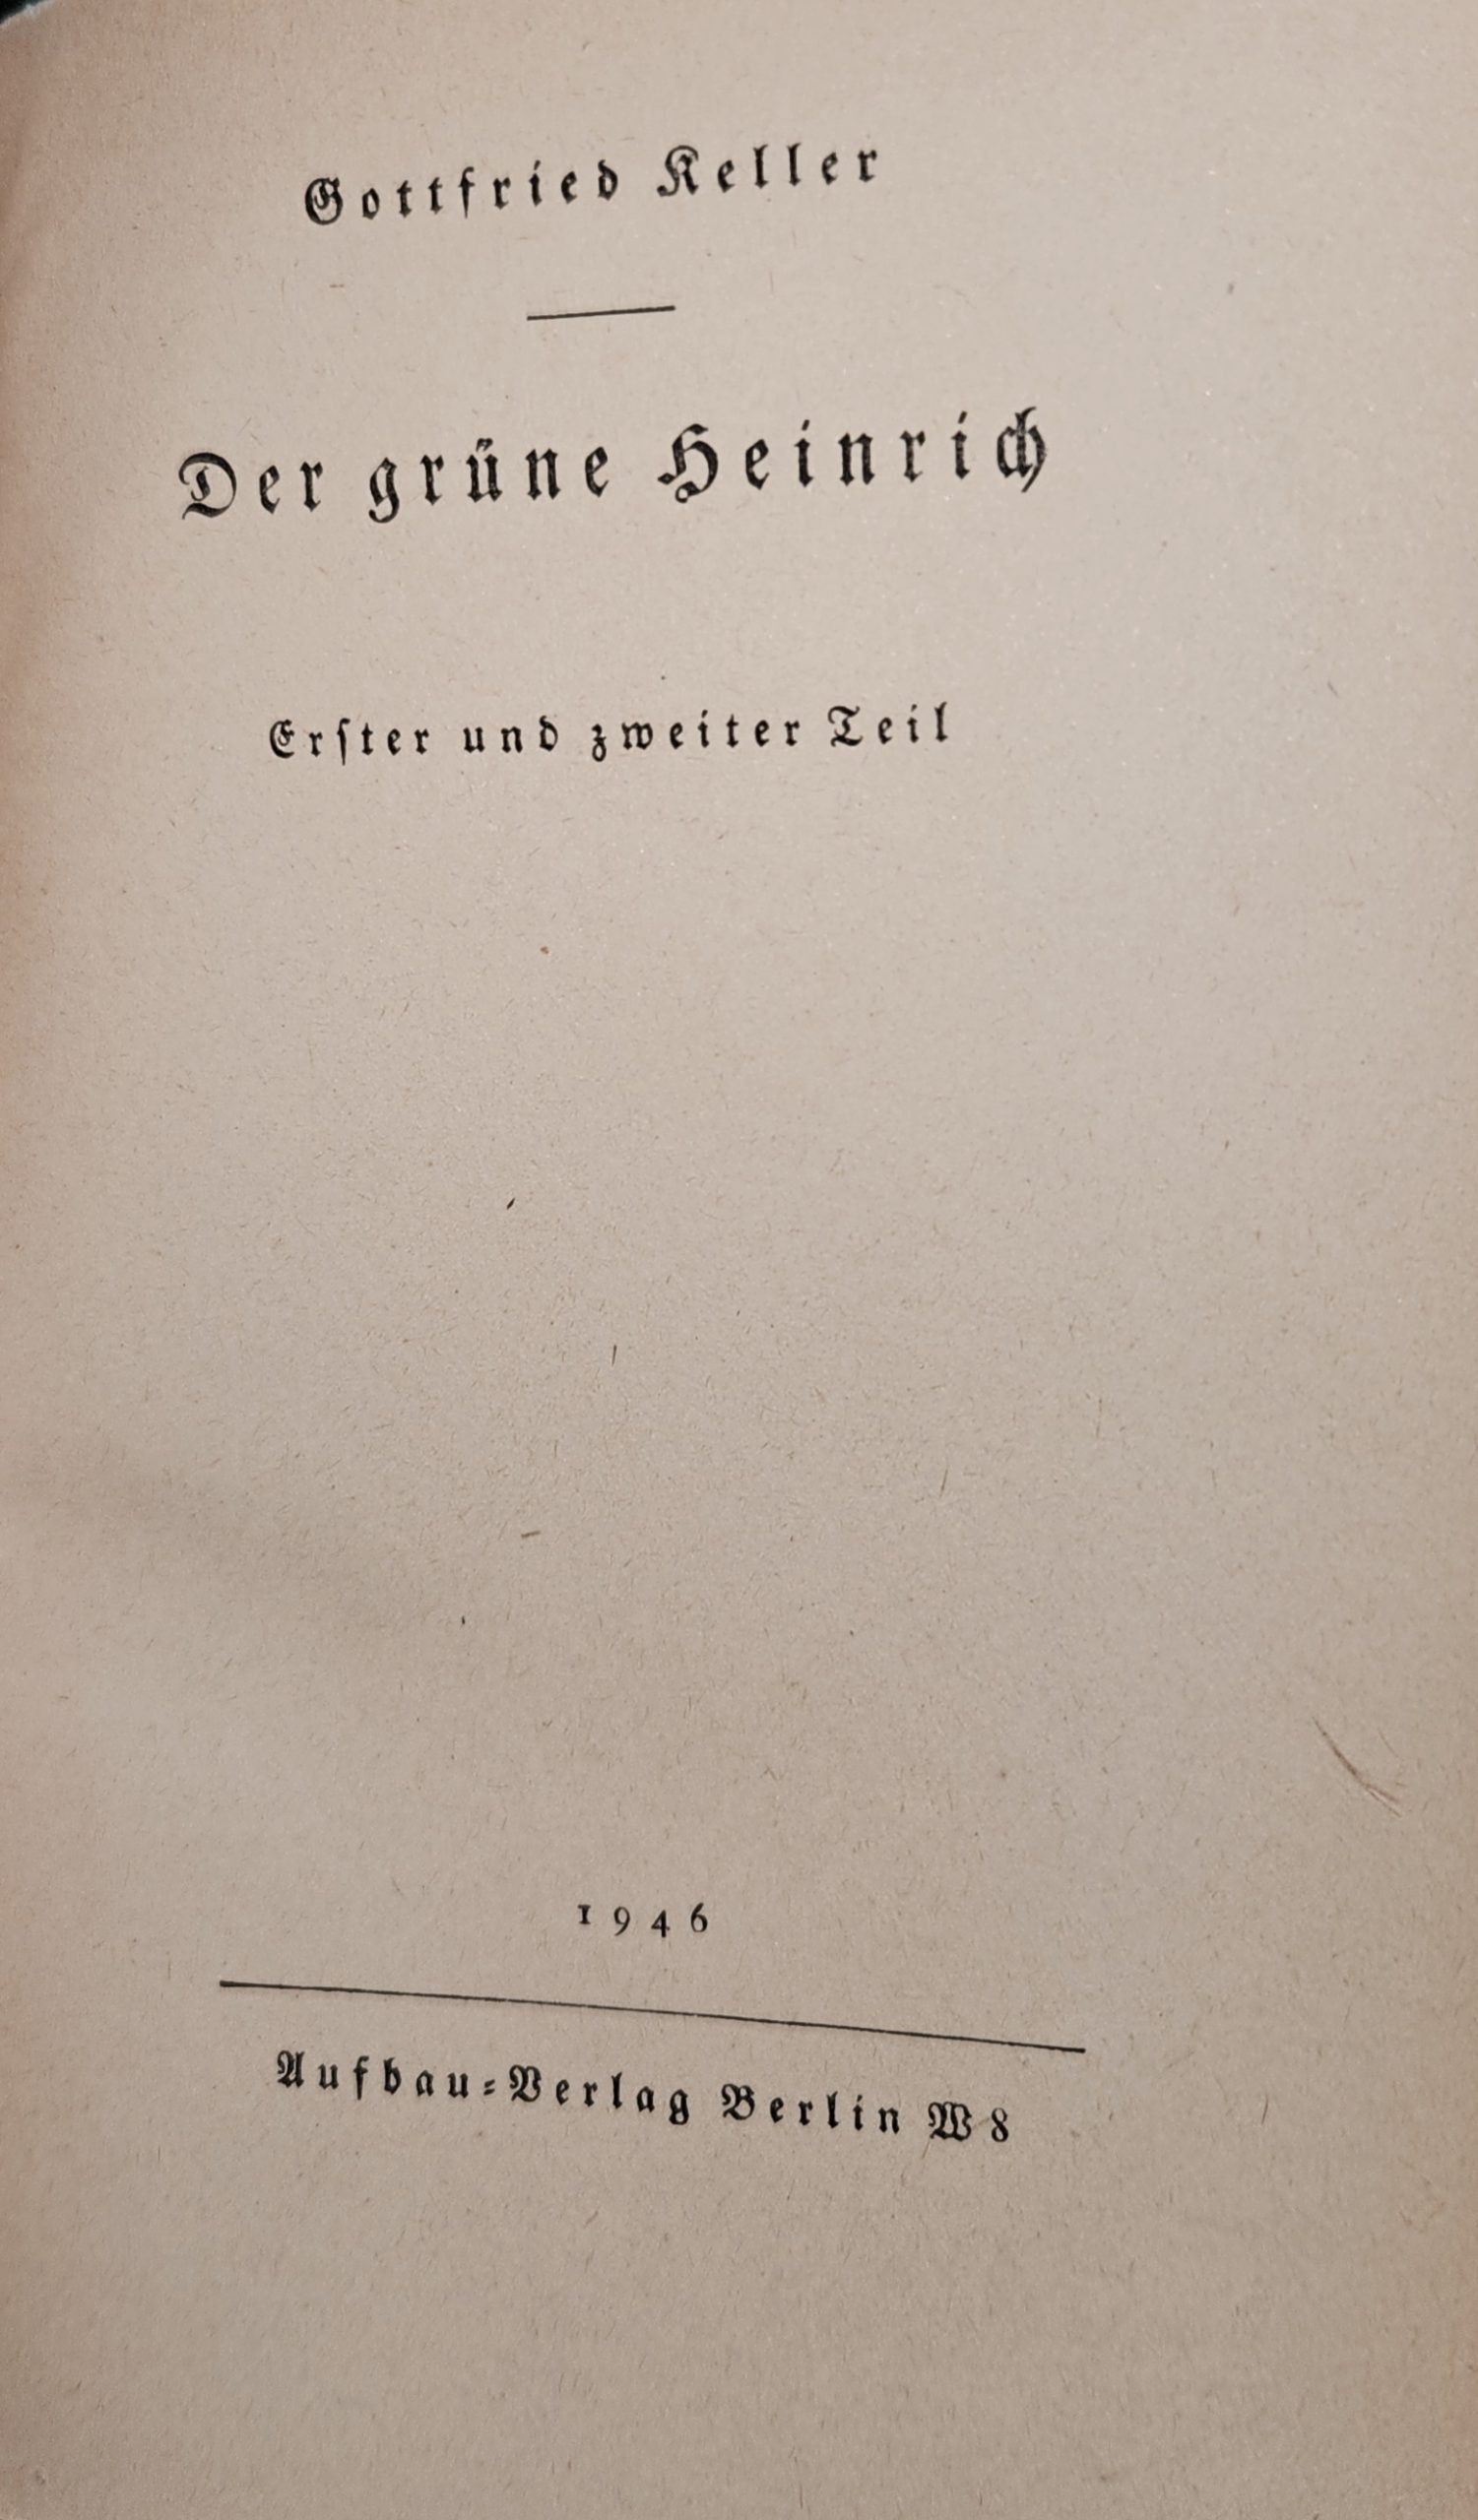 Gottfried Keller
Der grüne Heinrich
Erſter und zweiter Teil
1946
Aufbau-Verlag Berlin W 8